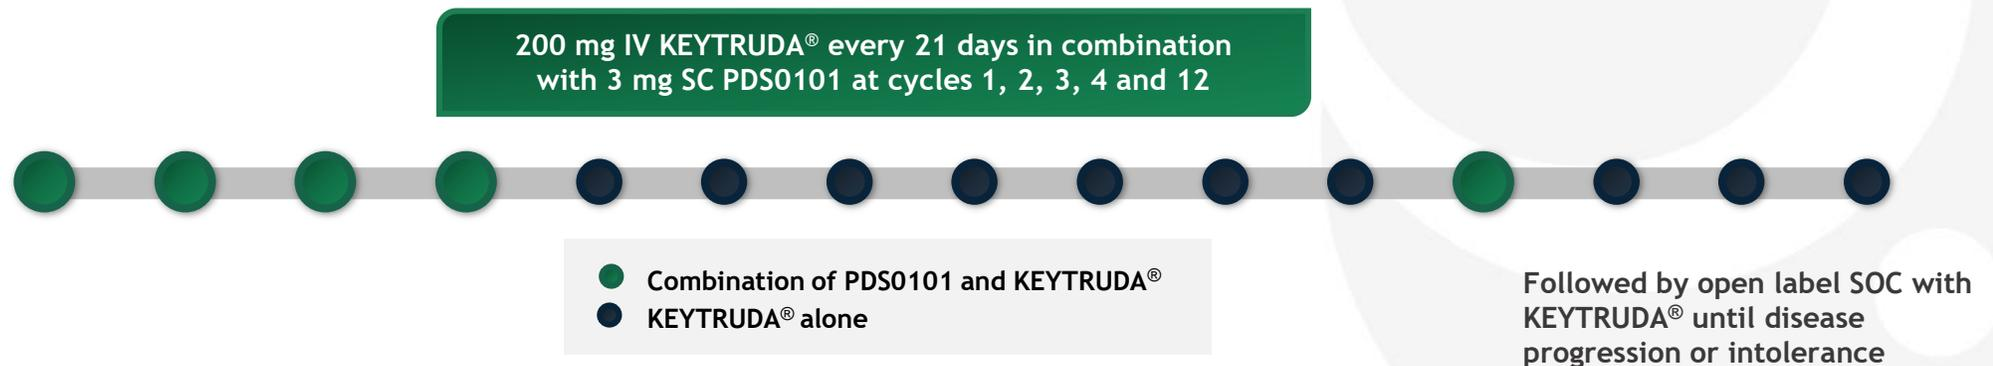 200 mg IV KEYTRUDA® every 21 days in combination
with 3 mg SC PDS0101 at cycles 1, 2, 3, 4 and 12
Combination of PDS0101 and KEYTRUDA®
KEYTRUDA® alone
Followed by open label SOC with
KEYTRUDA® until disease
progression or intolerance